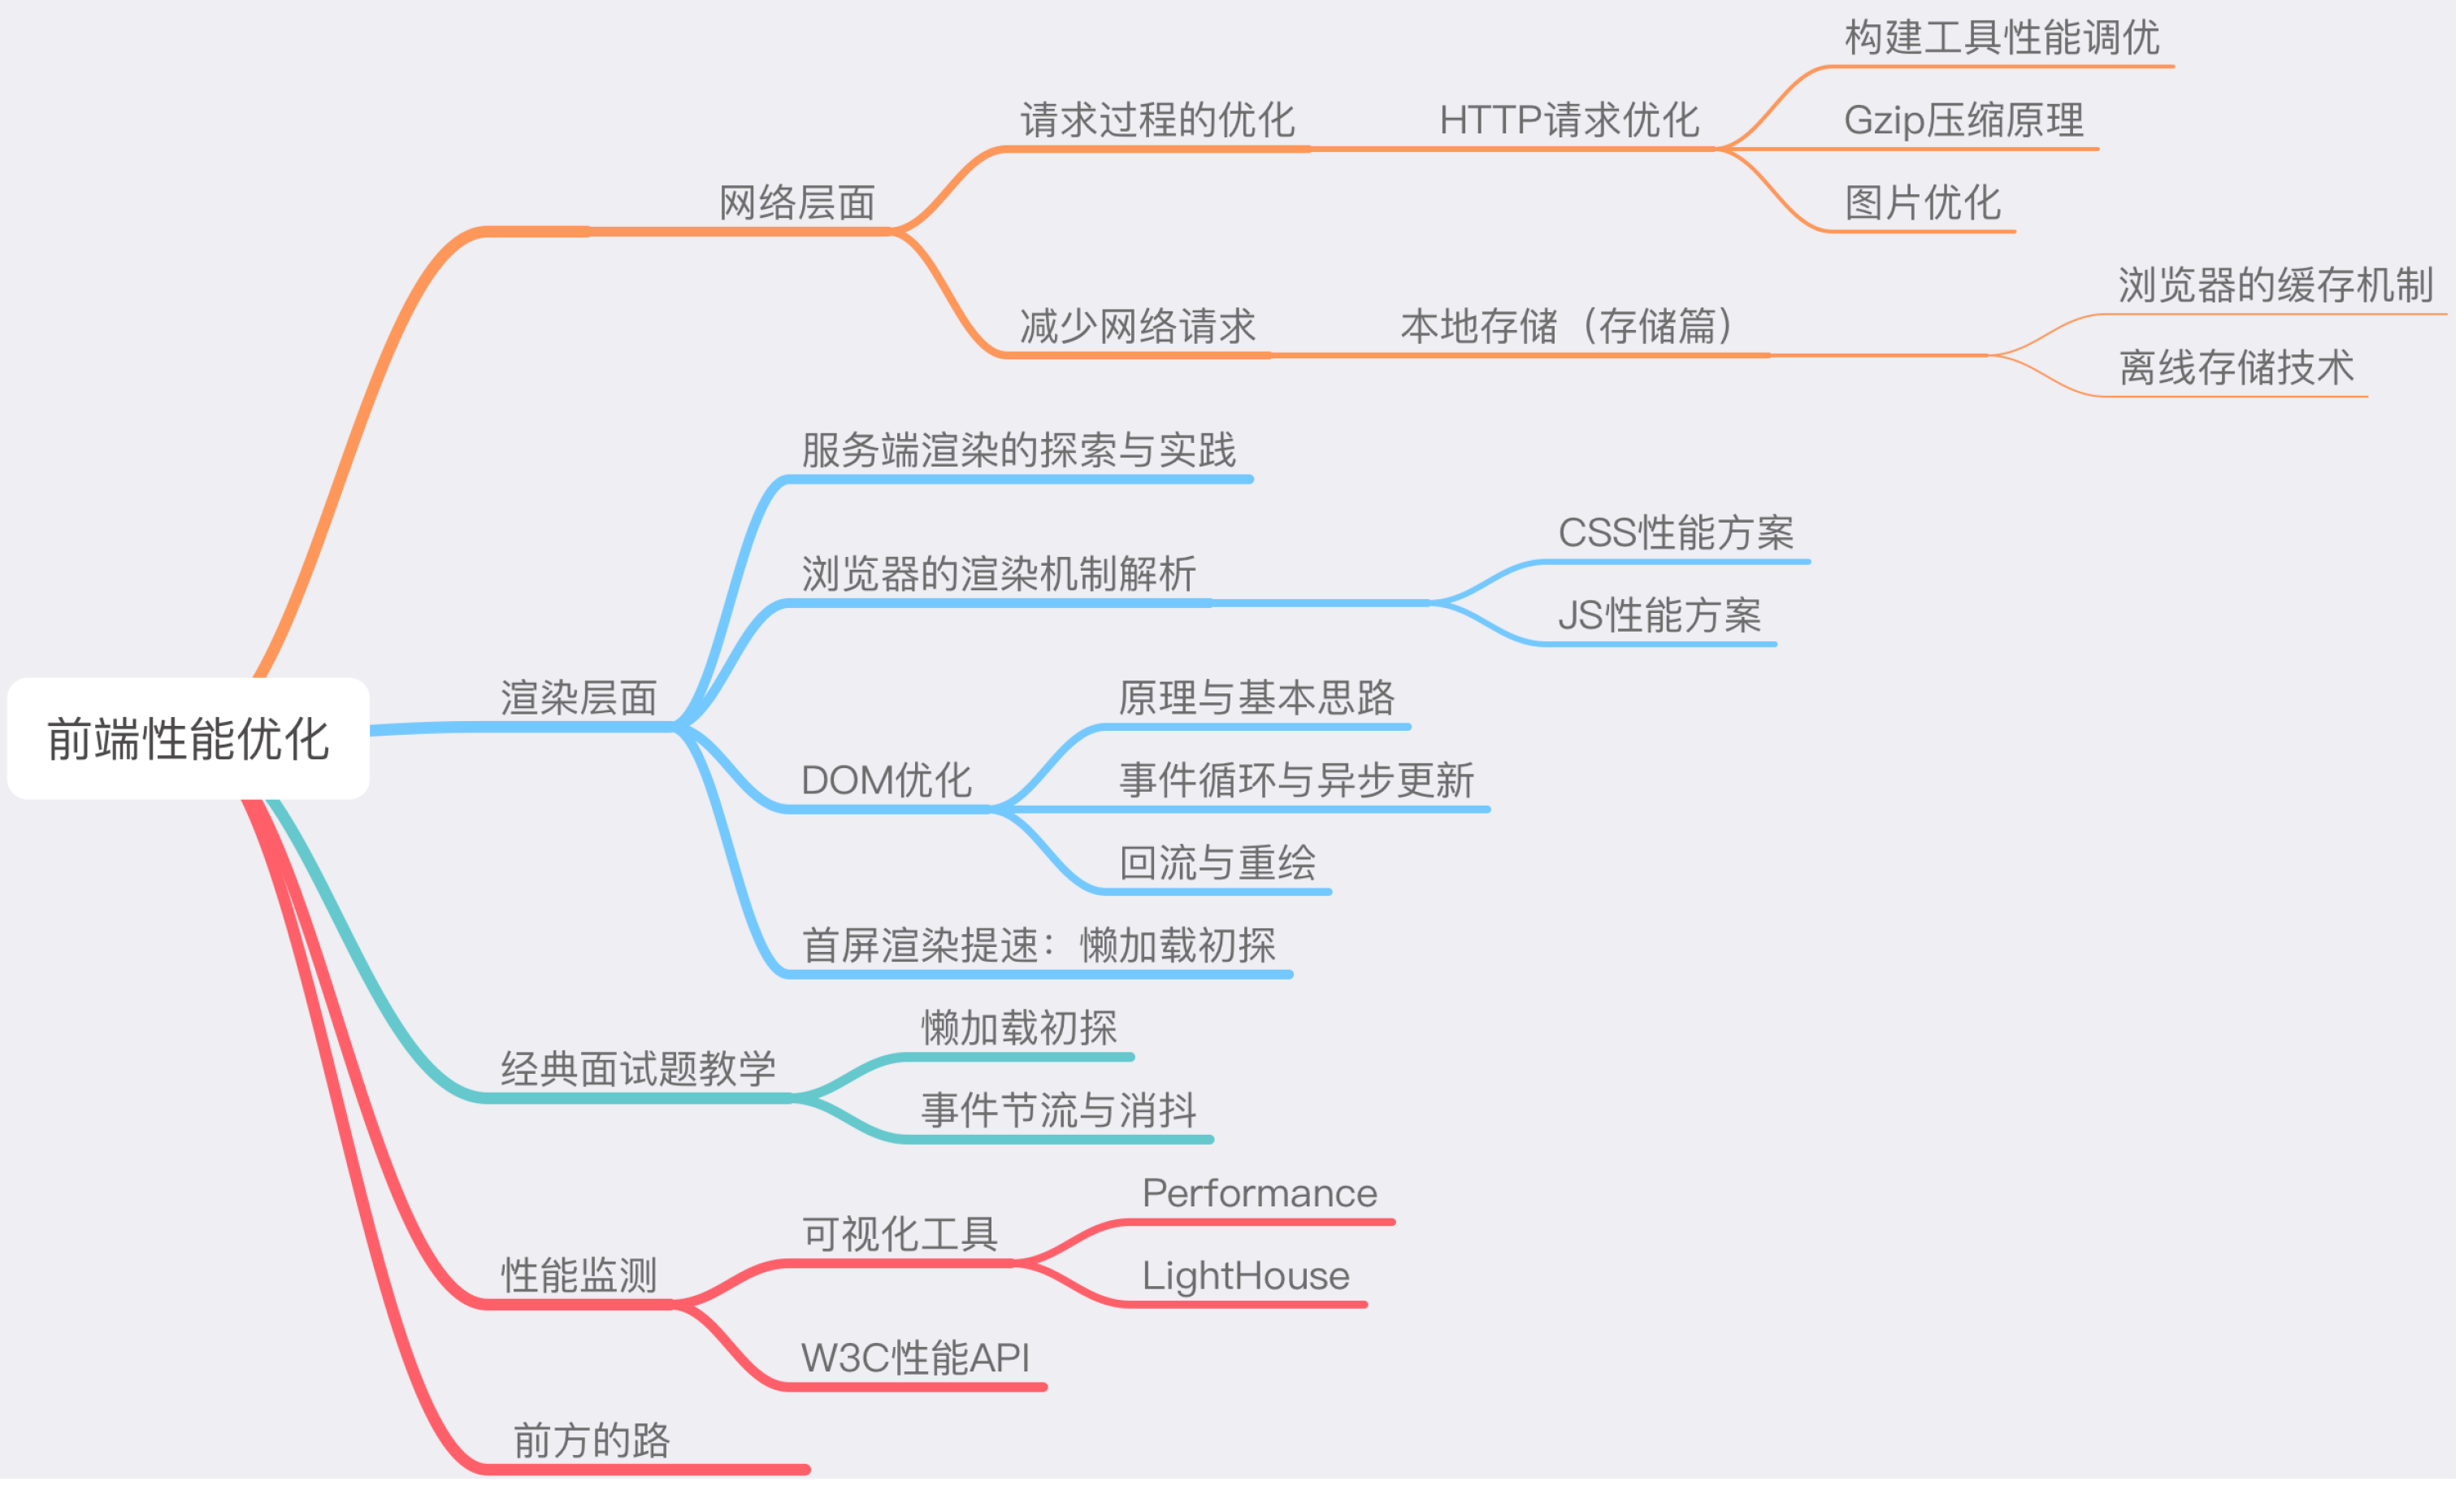 前端性能优化
网络层面
请求过程的优化
HTTP请求优化
构建工具性能调优
Gzip压缩原理
图片优化
减少网络请求
本地存储（存储篇）
浏览器的缓存机制
离线存储技术
渲染层面
服务端渲染的探索与实践
浏览器的渲染机制解析
CSS性能方案
JS性能方案
DOM优化
原理与基本思路
事件循环与异步更新
回流与重绘
首屏渲染提速：懒加载初探
经典面试题教学
懒加载初探
事件节流与消抖
性能监测
可视化工具
Performance
LightHouse
W3C性能API
前方的路